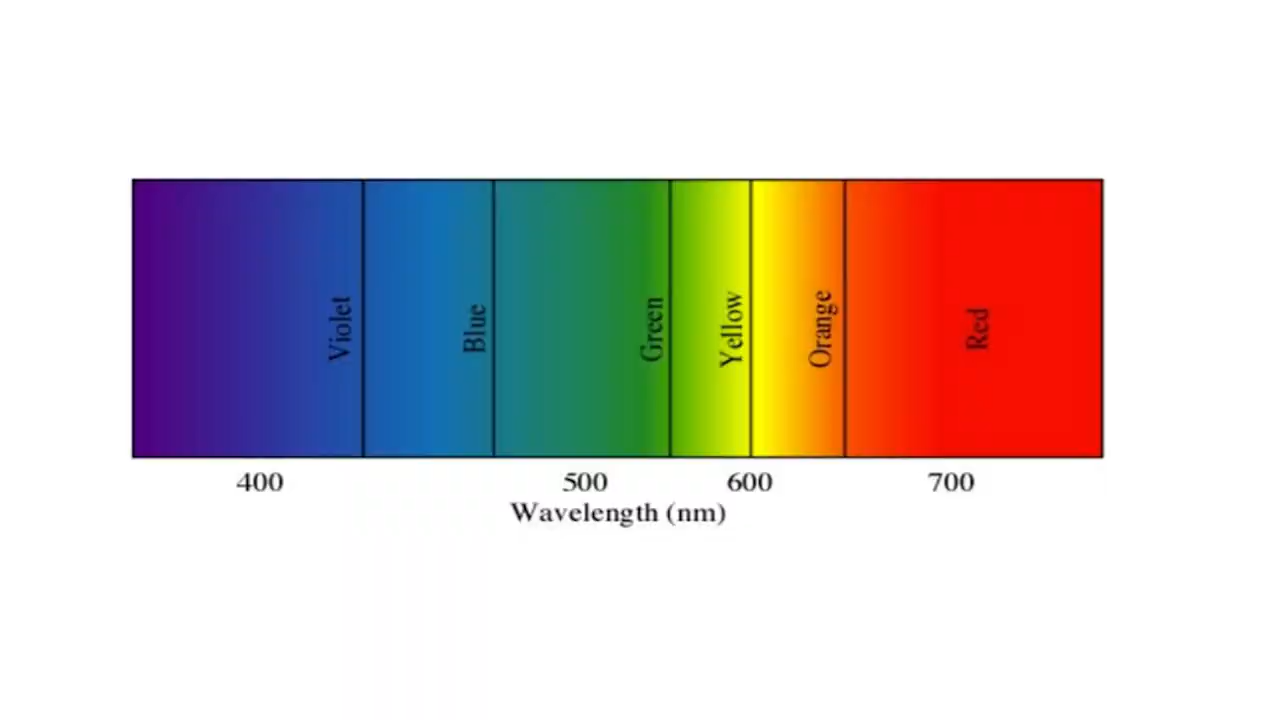 Violet
Blue
Green
Yellow
Orange
Red
400 500 600 700
Wavelength (nm)